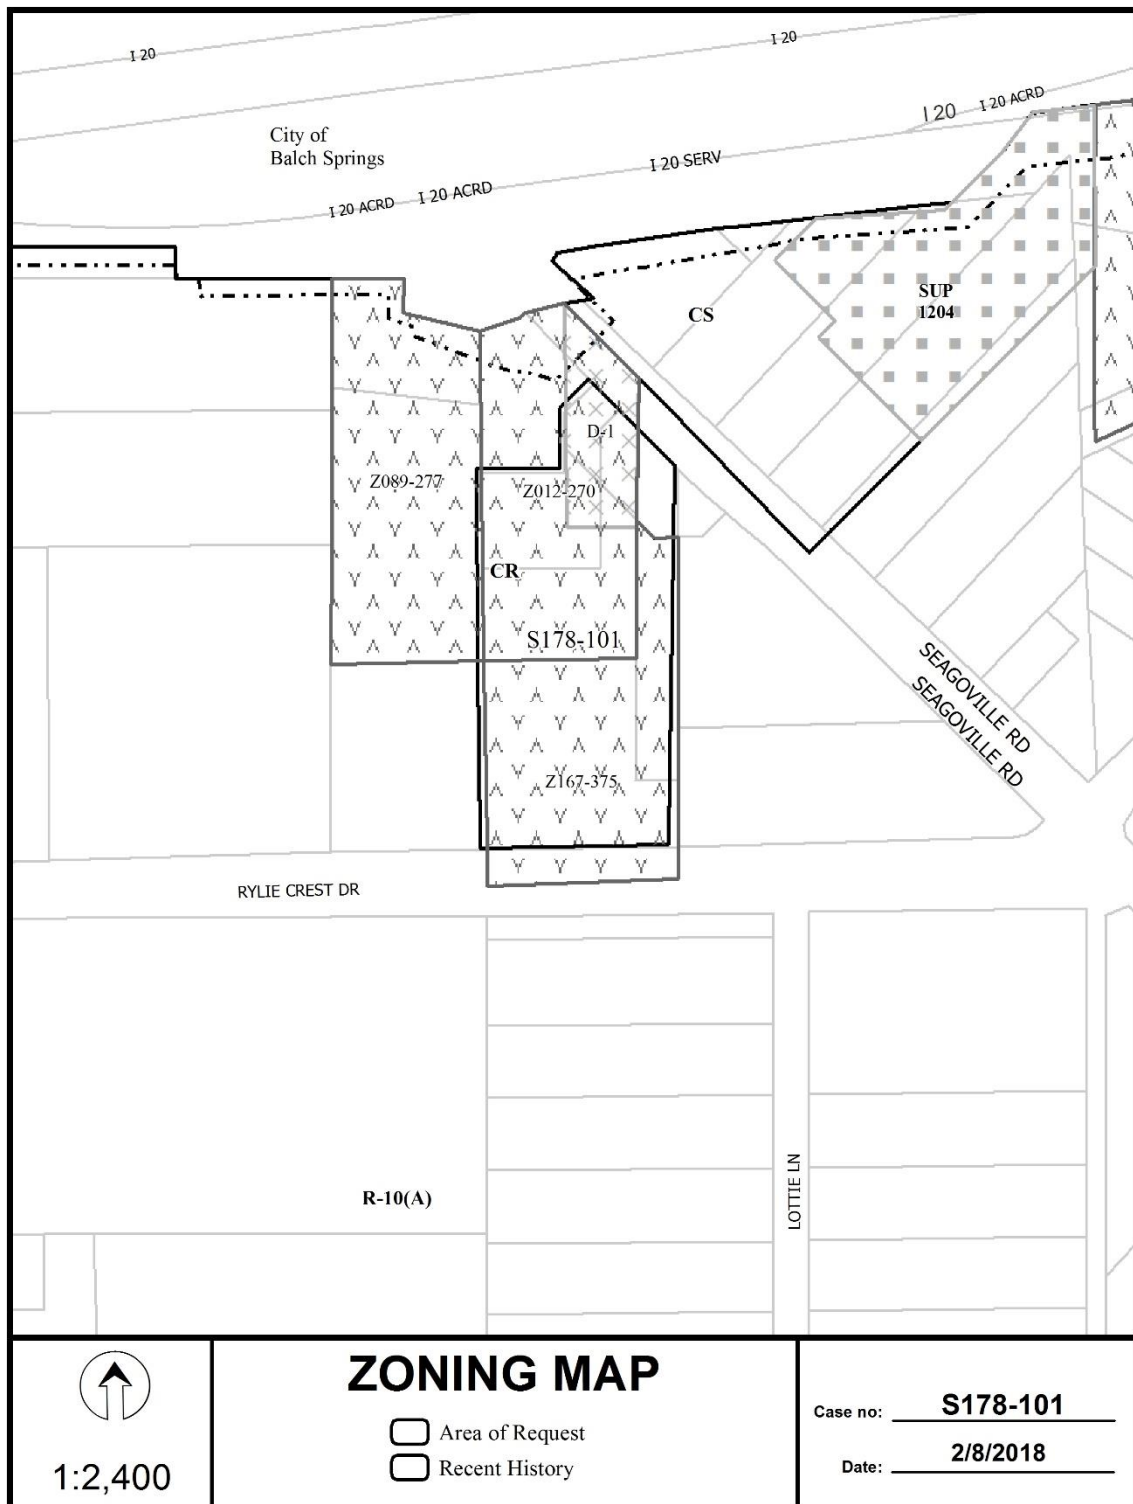 I 20
I 20
I 20
I 20 ACRD
City of
Balch Springs
I 20 SERV
I 20 ACRD
I 20 ACRD
SUP
1204
CS
D-1
Z089-277
Z012-270
CR
S178-101
SEAGOVILLE RD
SEAGOVILLE RD
Z167-375
RYLIE CREST DR
LOTTIE LN
R-10(A)
1:2,400
ZONING MAP
Area of Request
Recent History
Case no: S178-101
Date: 2/8/2018